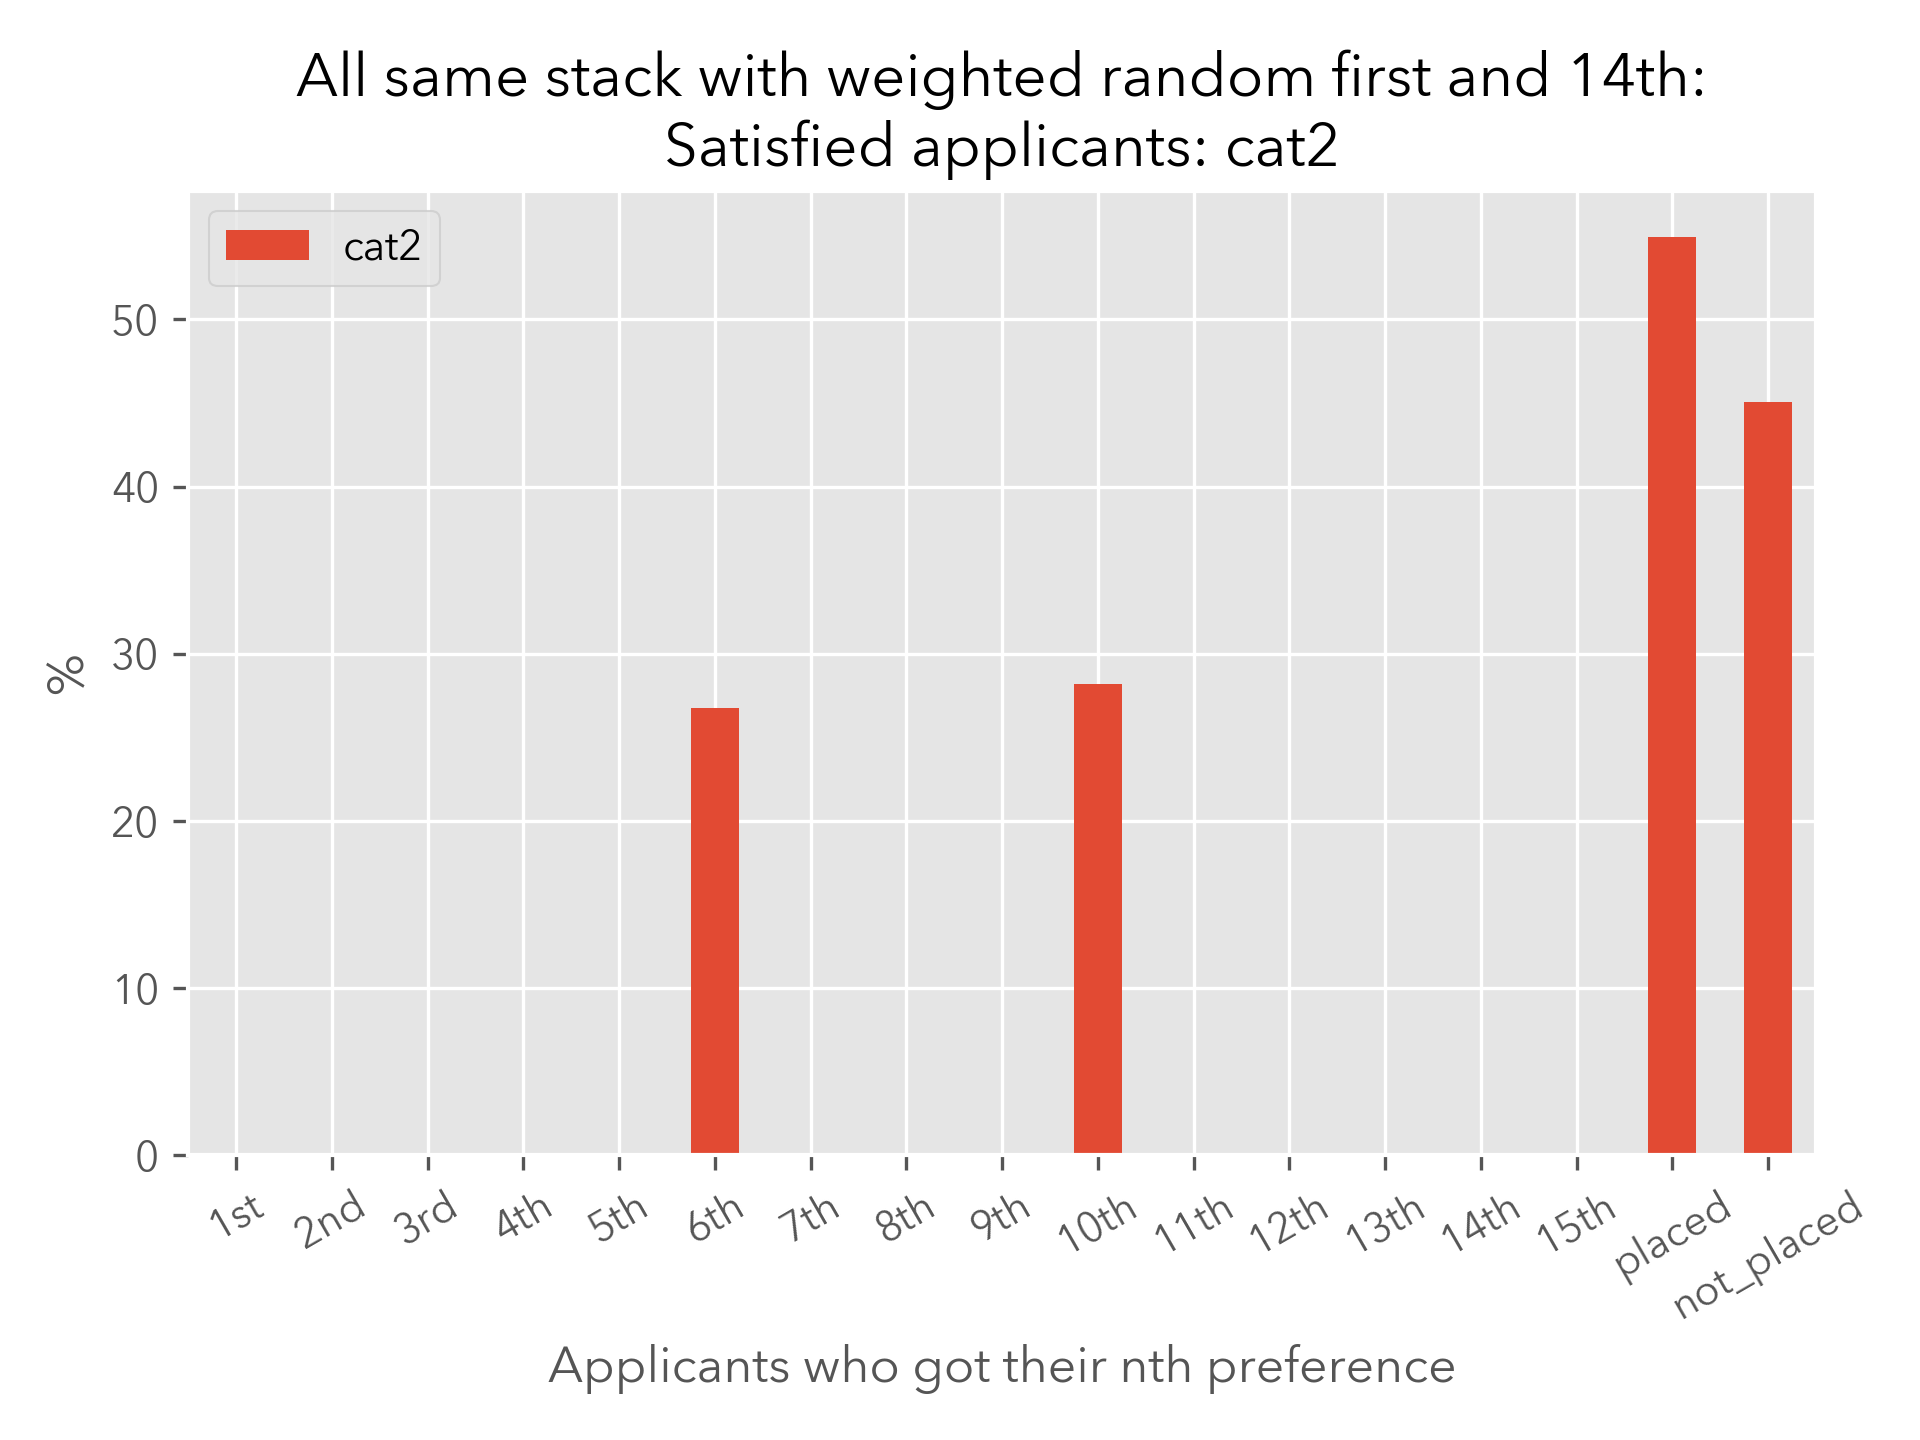 All same stack with weighted random first and 14th:
Satisfied applicants: cat2
cat2
50
40
30
20
10
0
%
1st
2nd
3rd
4th
5th
6th
7th
8th
9th
10th
11th
12th
13th
14th
15th
placed
not_placed
Applicants who got their nth preference